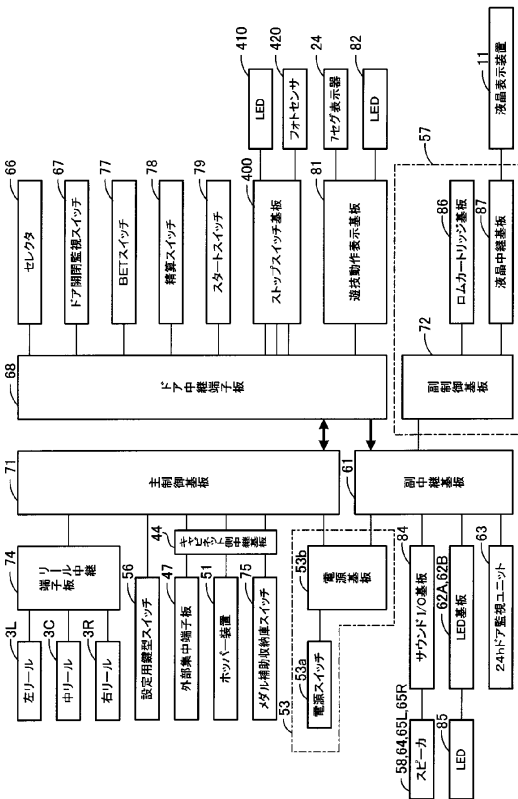 3L
左リール
3C
中リール
3R
右リール
74
リール中継
端子板
56
設定用鍵型スイッチ
47
外部集中端子板
51
ホッパー装置
75
メダル補助収納庫スイッチ
44
キャビネット側中継基板
53
53a
電源スイッチ
53b
電源基板
58,64,65L,65R
スピーカ
84
サウンドI/O基板
85
LED
62A,62B
LED基板
63
24hドア監視ユニット
71
主制御基板
61
副中継基板
68
ドア中継端子板
66
セレクタ
67
ドア開閉監視スイッチ
77
BETスイッチ
78
精算スイッチ
79
スタートスイッチ
400
ストップスイッチ基板
410
LED
420
フォトセンサ
81
遊技動作表示基板
24
7セグ表示器
82
LED
57
72
副制御基板
86
ロムカートリッジ基板
87
液晶中継基板
11
液晶表示装置